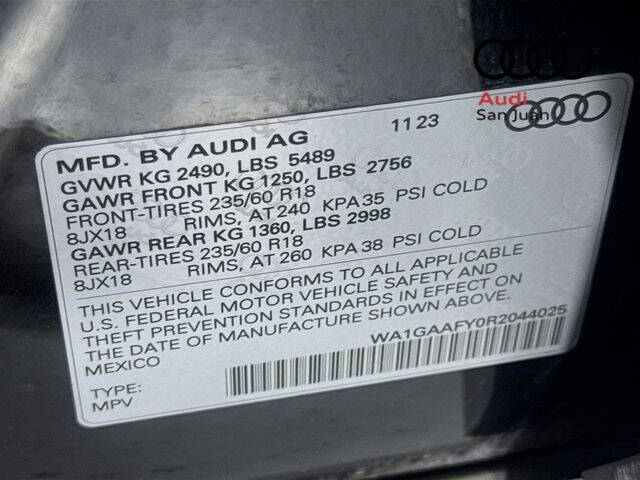 Audi
San Juan
MFD. BY AUDI AG 1123
GVWR KG 2490, LBS 5489
GAWR FRONT KG 1250, LBS 2756
FRONT-TIRES 235/60 R18
8JX18 RIMS, AT 240 KPA 35 PSI COLD
GAWR REAR KG 1360, LBS 2998
REAR-TIRES 235/60 R18
8JX18 RIMS, AT 260 KPA 38 PSI COLD
THIS VEHICLE CONFORMS TO ALL APPLICABLE
U.S. FEDERAL MOTOR VEHICLE SAFETY AND
THEFT PREVENTION STANDARDS IN EFFECT ON
THE DATE OF MANUFACTURE SHOWN ABOVE.
MEXICO WA1GAAFY0R2044025
TYPE:
MPV